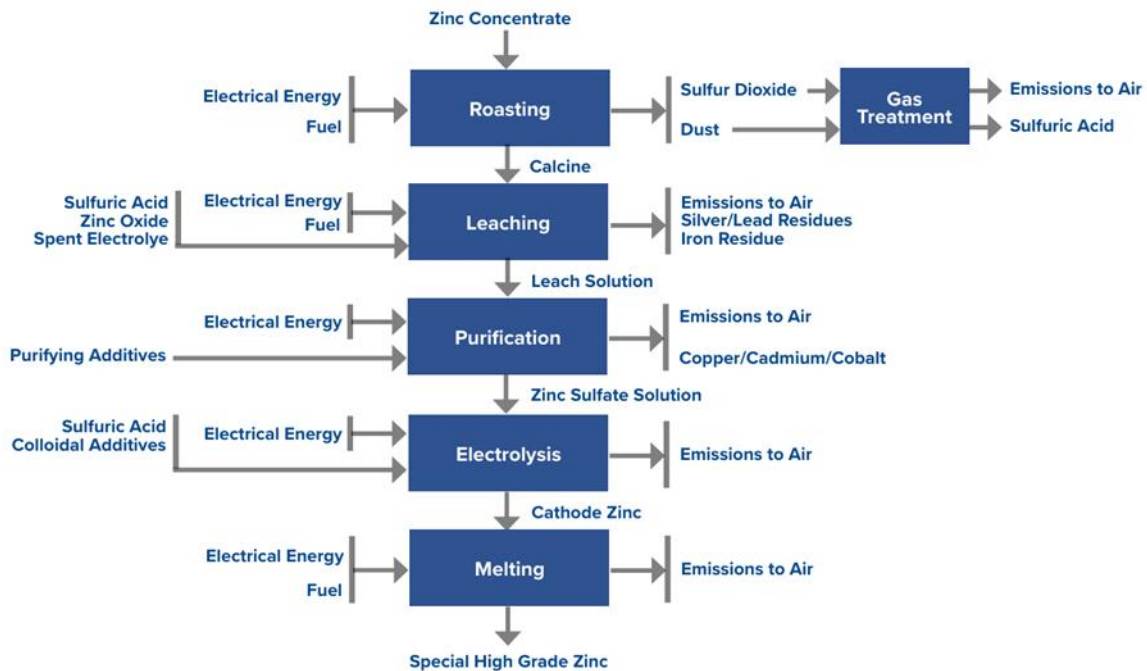 Zinc Concentrate
Electrical Energy
Fuel
Roasting
Sulfur Dioxide
Dust
Gas
Treatment
Emissions to Air
Sulfuric Acid
Calcine
Sulfuric Acid
Zinc Oxide
Spent Electrolye
Electrical Energy
Fuel
Leaching
Emissions to Air
Silver/Lead Residues
Iron Residue
Leach Solution
Electrical Energy
Purifying Additives
Purification
Emissions to Air
Copper/Cadmium/Cobalt
Zinc Sulfate Solution
Sulfuric Acid
Colloidal Additives
Electrical Energy
Electrolysis
Emissions to Air
Cathode Zinc
Electrical Energy
Fuel
Melting
Emissions to Air
Special High Grade Zinc